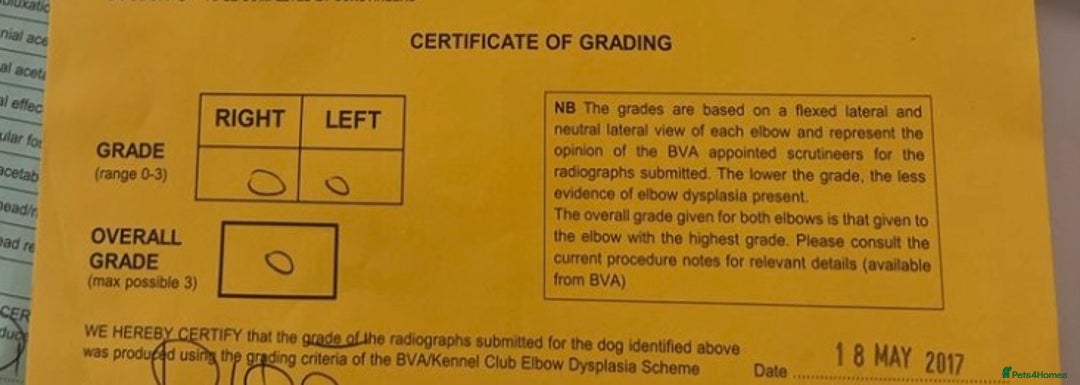 CERTIFICATE OF GRADING
RIGHT LEFT
GRADE
(range 0-3)
0 0
OVERALL
GRADE
(max possible 3)
0
NB The grades are based on a flexed lateral and
neutral lateral view of each elbow and represent the
opinion of the BVA appointed scrutineers for the
radiographs submitted. The lower the grade, the less
evidence of elbow dysplasia present.
The overall grade given for both elbows is that given to
the elbow with the highest grade. Please consult the
current procedure notes for relevant details (available
from BVA)
WE HEREBY CERTIFY that the grade of the radiographs submitted for the dog identified above
was produced using the grading criteria of the BVA/Kennel Club Elbow Dysplasia Scheme
Date 18 MAY 2017
Pets4Homes